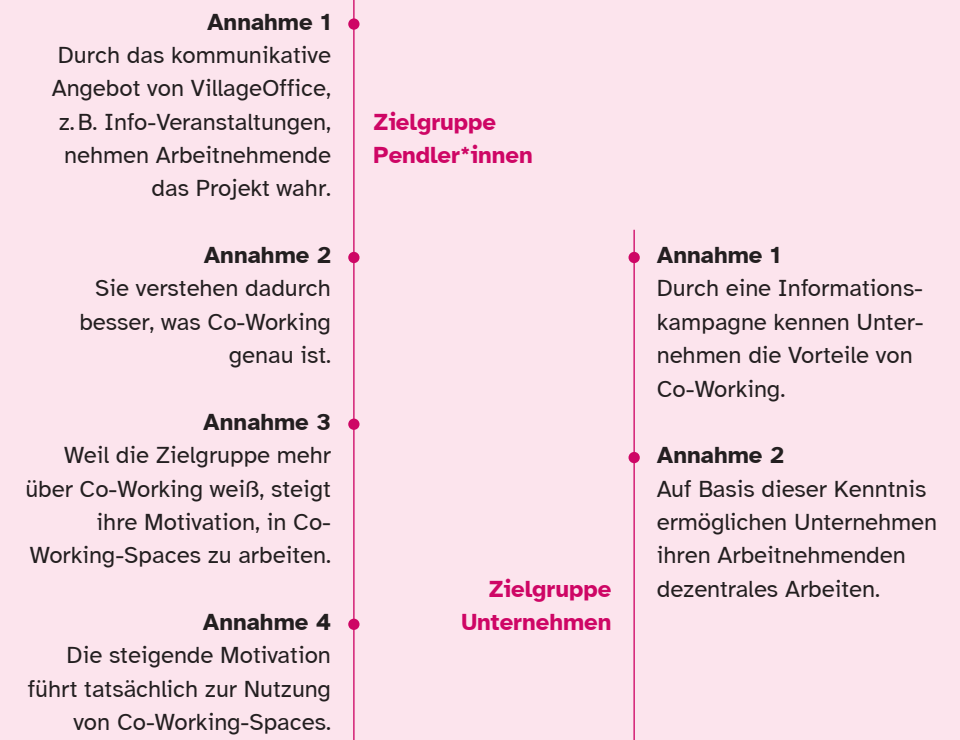 Annahme 1
Durch das kommunikative
Angebot von VillageOffice,
z. B. Info-Veranstaltungen,
nehmen Arbeitnehmende
das Projekt wahr.
Zielgruppe
Pendler*innen
Annahme 2
Sie verstehen dadurch
besser, was Co-Working
genau ist.
Annahme 3
Weil die Zielgruppe mehr
über Co-Working weiß, steigt
ihre Motivation, in Co-
Working-Spaces zu arbeiten.
Annahme 4
Die steigende Motivation
führt tatsächlich zur Nutzung
von Co-Working-Spaces.
Zielgruppe
Unternehmen
Annahme 1
Durch eine Informations-
kampagne kennen Unter-
nehmen die Vorteile von
Co-Working.
Annahme 2
Auf Basis dieser Kenntnis
ermöglichen Unternehmen
ihren Arbeitnehmenden
dezentrales Arbeiten.